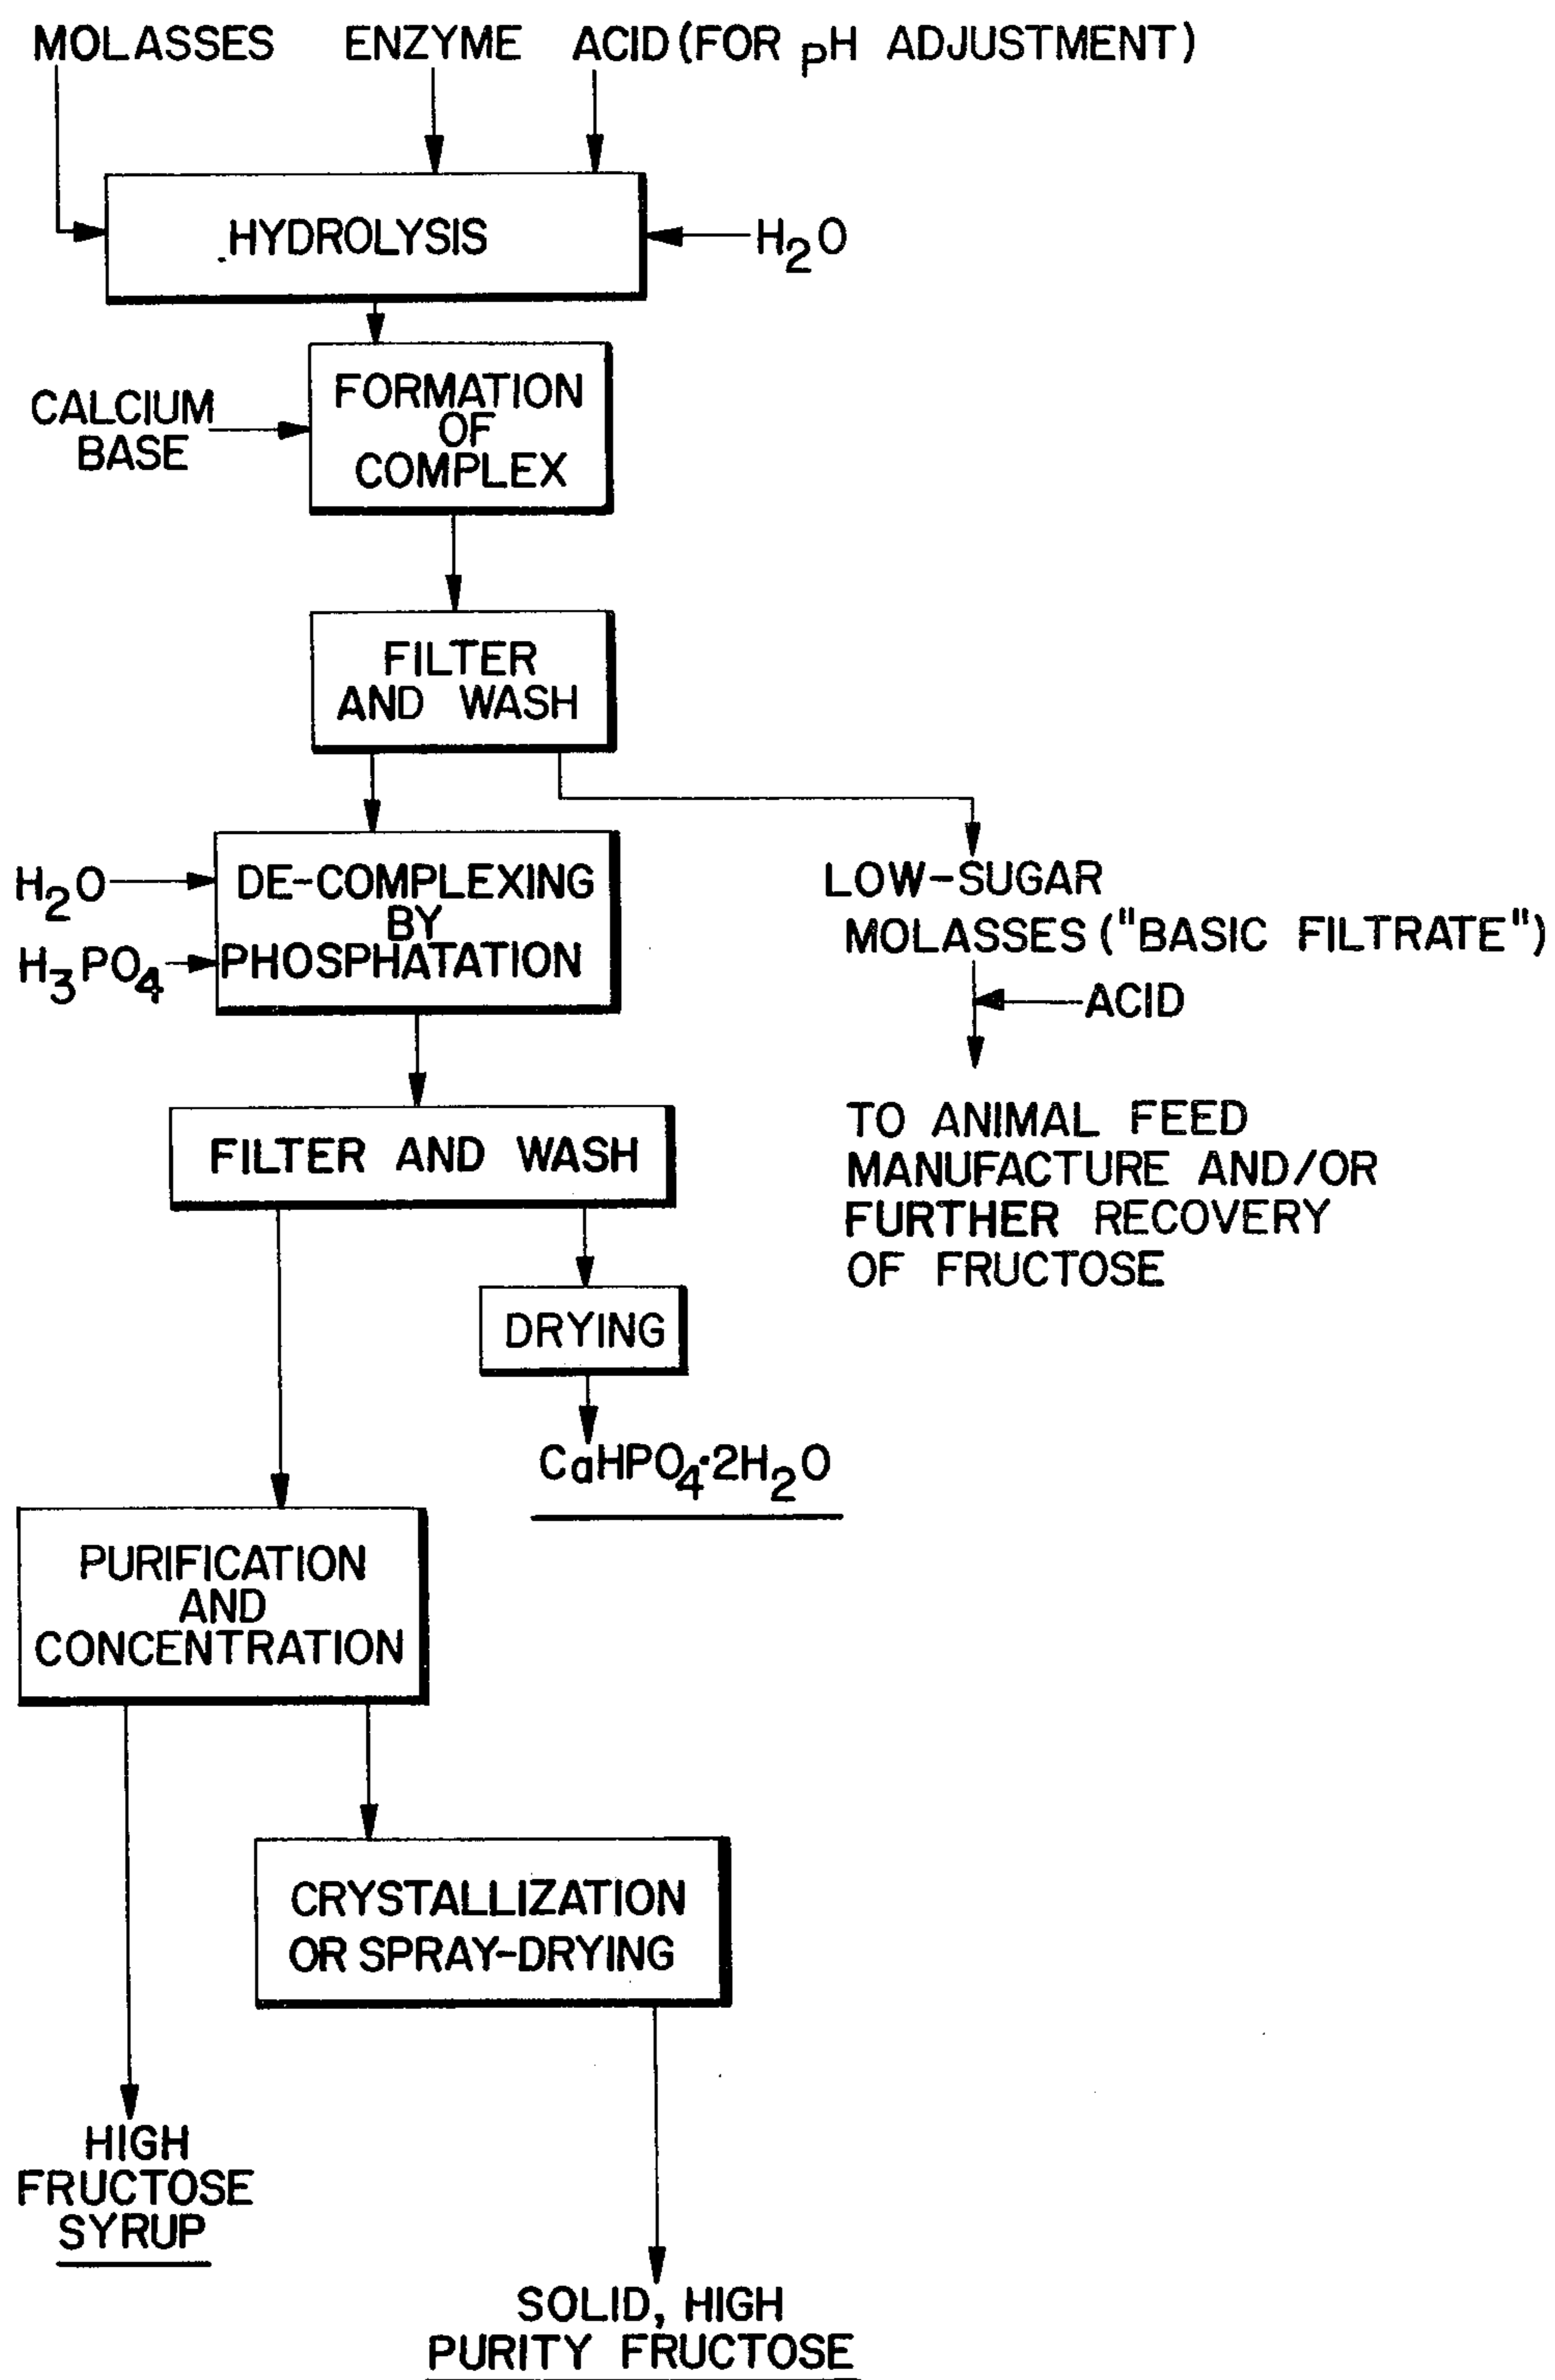 MOLASSES ENZYME ACID (FOR pH ADJUSTMENT)
HYDROLYSIS
H2O
CALCIUM
BASE
FORMATION
OF
COMPLEX
FILTER
AND WASH
H2O
H3PO4
DE-COMPLEXING
BY
PHOSPHATATION
LOW-SUGAR
MOLASSES ("BASIC FILTRATE")
ACID
TO ANIMAL FEED
MANUFACTURE AND/OR
FURTHER RECOVERY
OF FRUCTOSE
FILTER AND WASH
DRYING
CaHPO4·2H2O
PURIFICATION
AND
CONCENTRATION
CRYSTALLIZATION
OR SPRAY-DRYING
HIGH
FRUCTOSE
SYRUP
SOLID, HIGH
PURITY FRUCTOSE